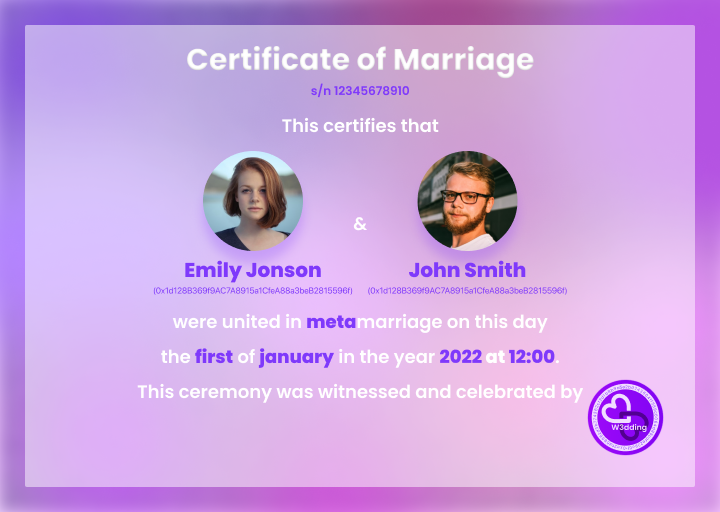 Certificate of Marriage
s/n 12345678910
This certifies that
&
Emily Jonson John Smith
(0x1d128B369f9AC7A8915a1CfeA88a3beB2815596f) (0x1d128B369f9AC7A8915a1CfeA88a3beB2815596f)
were united in metamarriage on this day
the first of january in the year 2022 at 12:00.
This ceremony was witnessed and celebrated by
W3dding